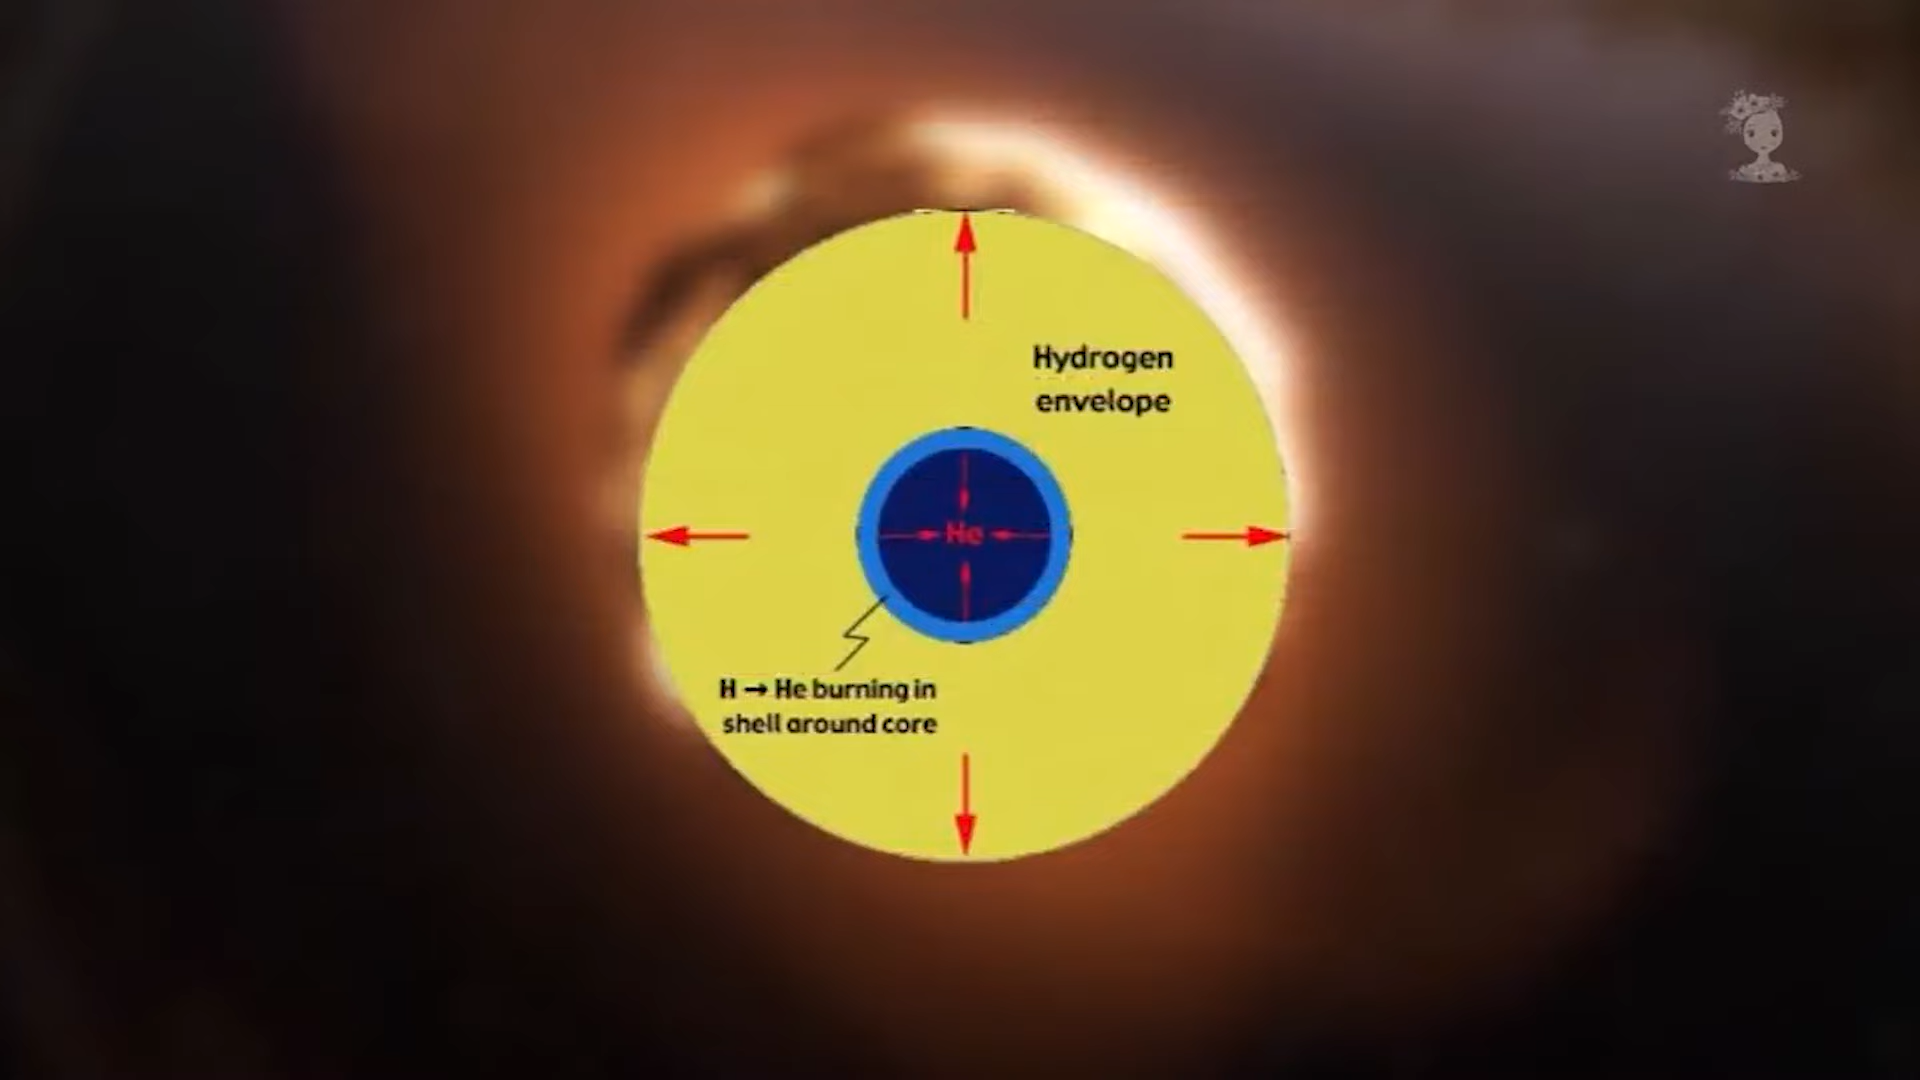 Hydrogen
envelope
He
H → He burning in
shell around core